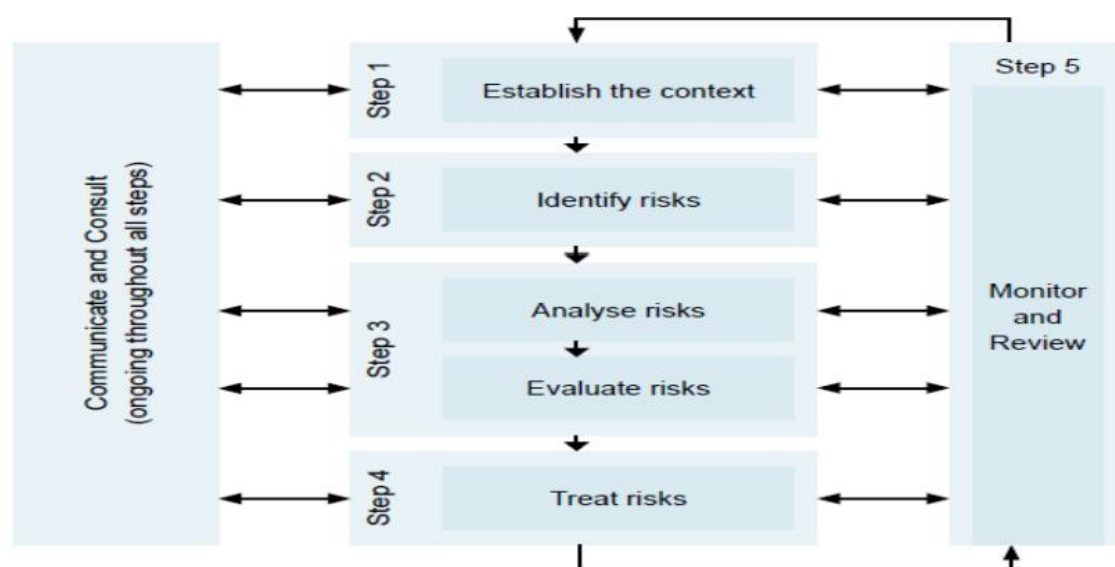 Communicate and Consult
(ongoing throughout all steps)
Step 1
Establish the context
Step 2
Identify risks
Step 3
Analyse risks
Evaluate risks
Step 4
Treat risks
Step 5
Monitor
and
Review